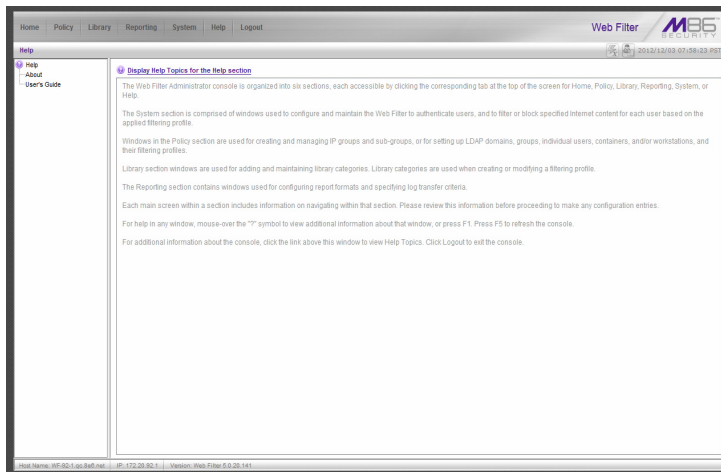 Home Policy Library Reporting System Help Logout
Web Filter
M86
SECURITY
Help
2012/12/03 07:58:23 PST
Help
About
User's Guide
Display Help Topics for the Help section
The Web Filter Administrator console is organized into six sections, each accessible by clicking the corresponding tab at the top of the screen for Home, Policy, Library, Reporting, System, or
Help.
The System section is comprised of windows used to configure and maintain the Web Filter to authenticate users, and to filter or block specified Internet content for each user based on the
applied filtering profile.
Windows in the Policy section are used for creating and managing IP groups and sub-groups, or for setting up LDAP domains, groups, individual users, containers, and/or workstations, and
their filtering profiles.
Library section windows are used for adding and maintaining library categories. Library categories are used when creating or modifying a filtering profile.
The Reporting section contains windows used for configuring report formats and specifying log transfer criteria.
Each main screen within a section includes information on navigating within that section. Please review this information before proceeding to make any configuration entries.
For help in any window, mouse-over the "?" symbol to view additional information about that window, or press F1. Press F5 to refresh the console.
For additional information about the console, click the link above this window to view Help Topics. Click Logout to exit the console.
Host Name: WF-92-1.qc.8e6.net IP: 172.20.92.1 Version: Web Filter 5.0.20.141